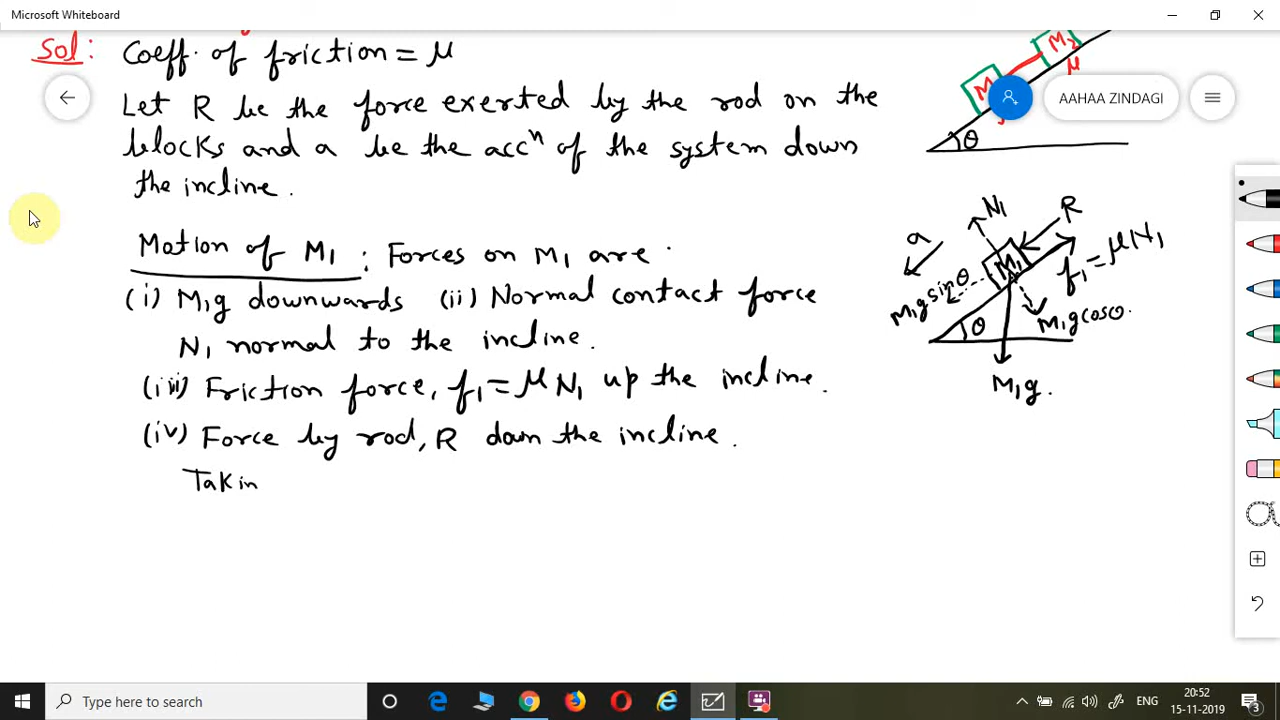 Microsoft Whiteboard
Sol:
Coeff. of friction = μ
Let R be the force exerted by the rod on the
blocks and a be the accⁿ of the system down
the incline.
Motion of M₁ : Forces on M₁ are
(i) M₁g downwards (ii) Normal contact force
N₁ normal to the incline.
(iii) Friction force, f₁ = μN₁ up the incline.
(iv) Force by rod, R down the incline.
Takin
M₂
μ
M
θ
AAHAA ZINDAGI
N₁
R
a
M₁
f₁ = μN₁
M₁g sinθ
θ
M₁g cosθ.
M₁g.
Type here to search
ENG
20:52
15-11-2019
3